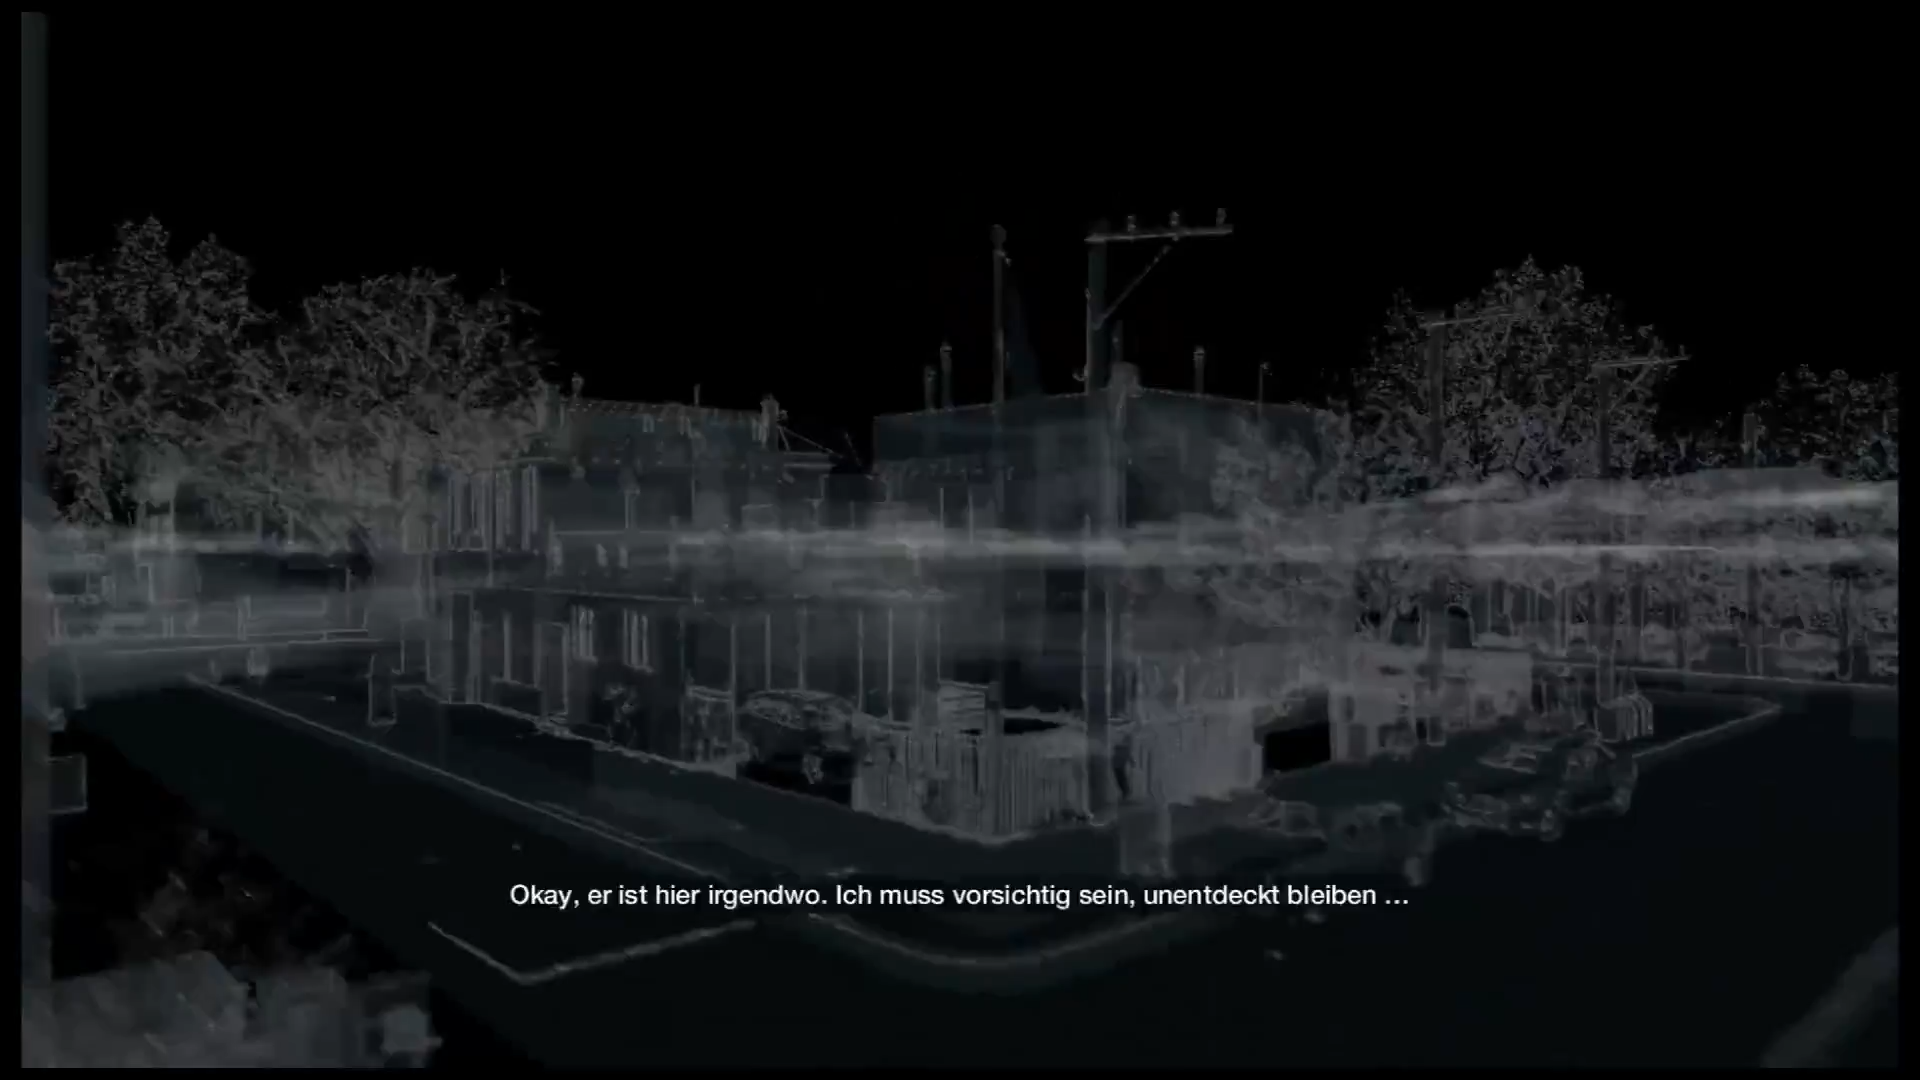 Okay, er ist hier irgendwo. Ich muss vorsichtig sein, unentdeckt bleiben …